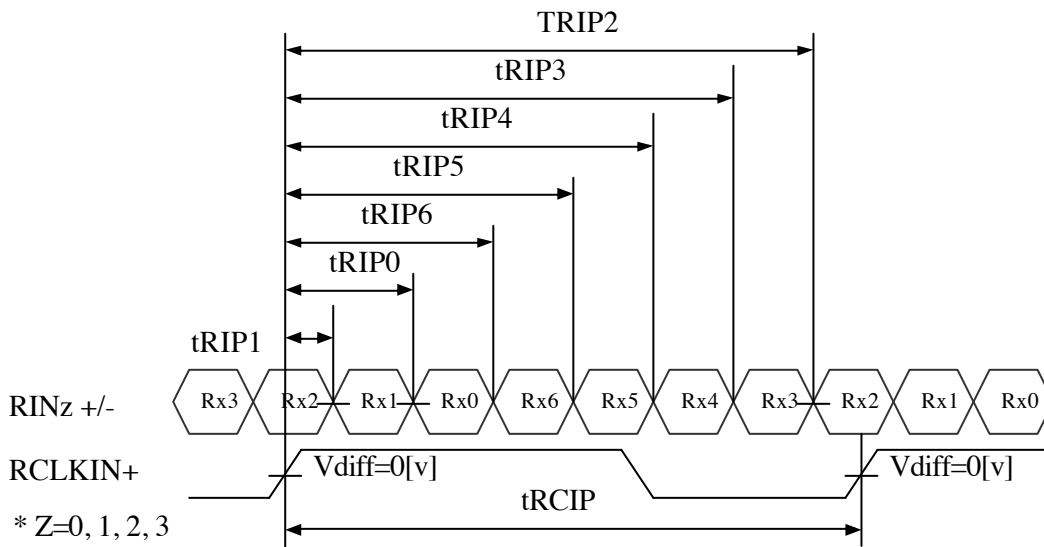 TRIP2
tRIP3
tRIP4
tRIP5
tRIP6
tRIP0
tRIP1
RINz +/- Rx3 Rx2 Rx1 Rx0 Rx6 Rx5 Rx4 Rx3 Rx2 Rx1 Rx0
RCLKIN+ Vdiff=0[v] Vdiff=0[v]
tRCIP
* Z=0, 1, 2, 3